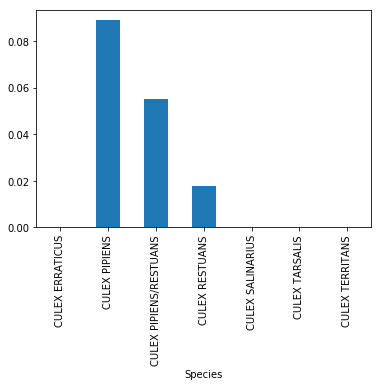 0.08
0.06
0.04
0.02
0.00
CULEX ERRATICUS
CULEX PIPIENS
CULEX PIPIENS/RESTUANS
CULEX RESTUANS
CULEX SALINARIUS
CULEX TARSALIS
CULEX TERRITANS
Species